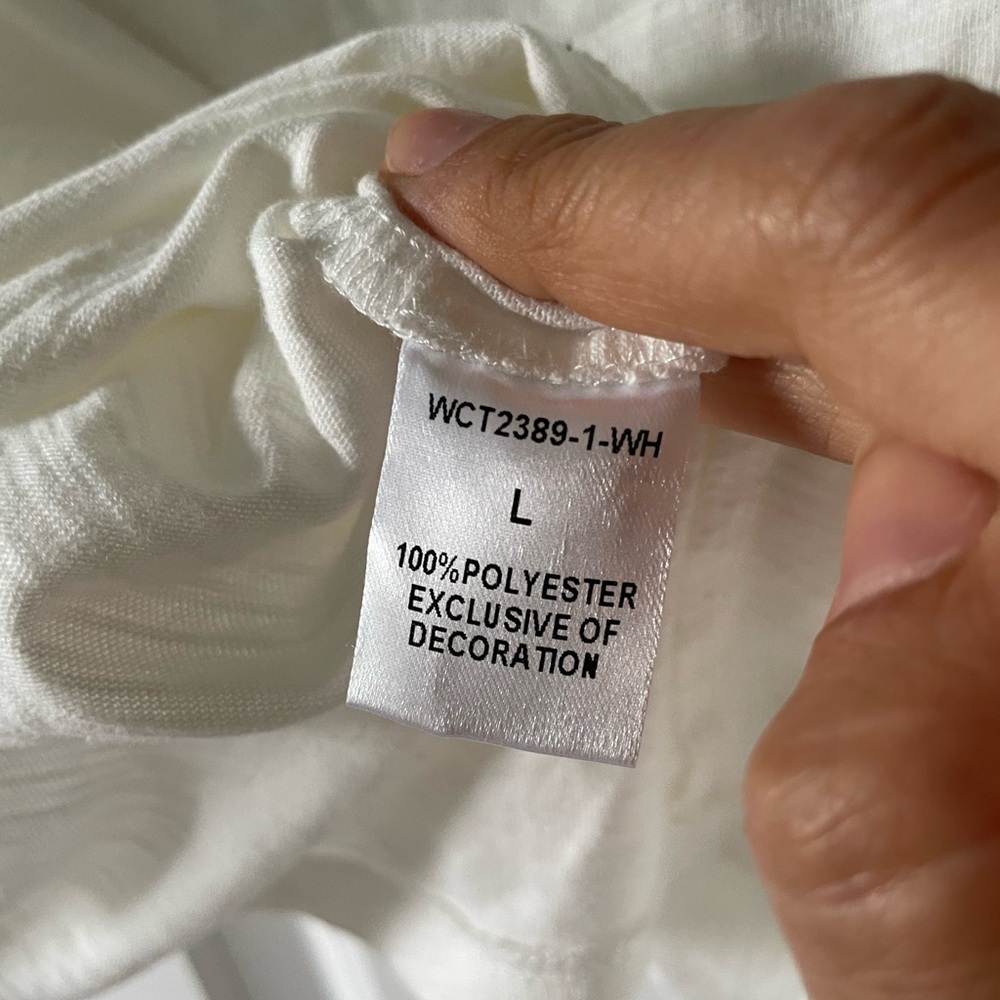 WCT2389-1-WH
L
100%POLYESTER
EXCLUSIVE OF
DECORATION